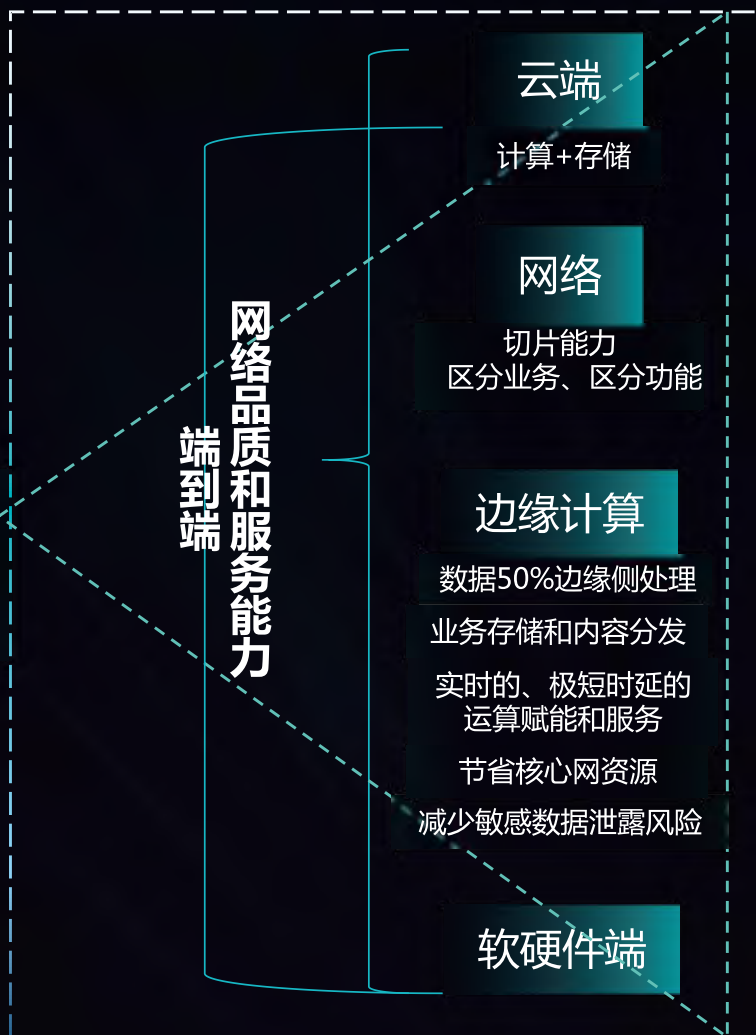 云端
计算+存储
网络
切片能力
区分业务、区分功能
网络品质和服务能力
端到端
边缘计算
数据50%边缘侧处理
业务存储和内容分发
实时的、极短时延的
运算赋能和服务
节省核心网资源
减少敏感数据泄露风险
软硬件端